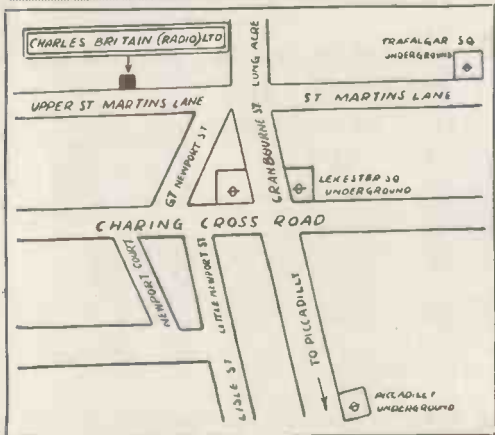 CHARLES BRITAIN (RADIO) LTD
TRAFALGAR SQ
UNDERGROUND
LONG ACRE
UPPER ST MARTINS LANE
ST MARTINS LANE
GT NEWPORT ST
CRANBOURNE ST
LEICESTER SQ
UNDERGROUND
CHARING CROSS ROAD
NEWPORT COURT
LITTLE NEWPORT ST
TO PICCADILLY
LISLE ST
PICCADILLY
UNDERGROUND